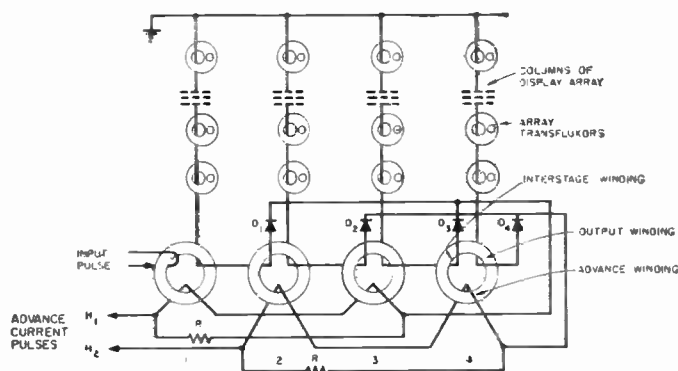 COLUMNS OF
DISPLAY ARRAY
ARRAY
TRANSFLUXORS
INTERSTAGE WINDING
D1
D2
D3
D4
OUTPUT WINDING
INPUT
PULSE
ADVANCE WINDING
ADVANCE
CURRENT
PULSES
H1
R
H2
1
2
R
3
4